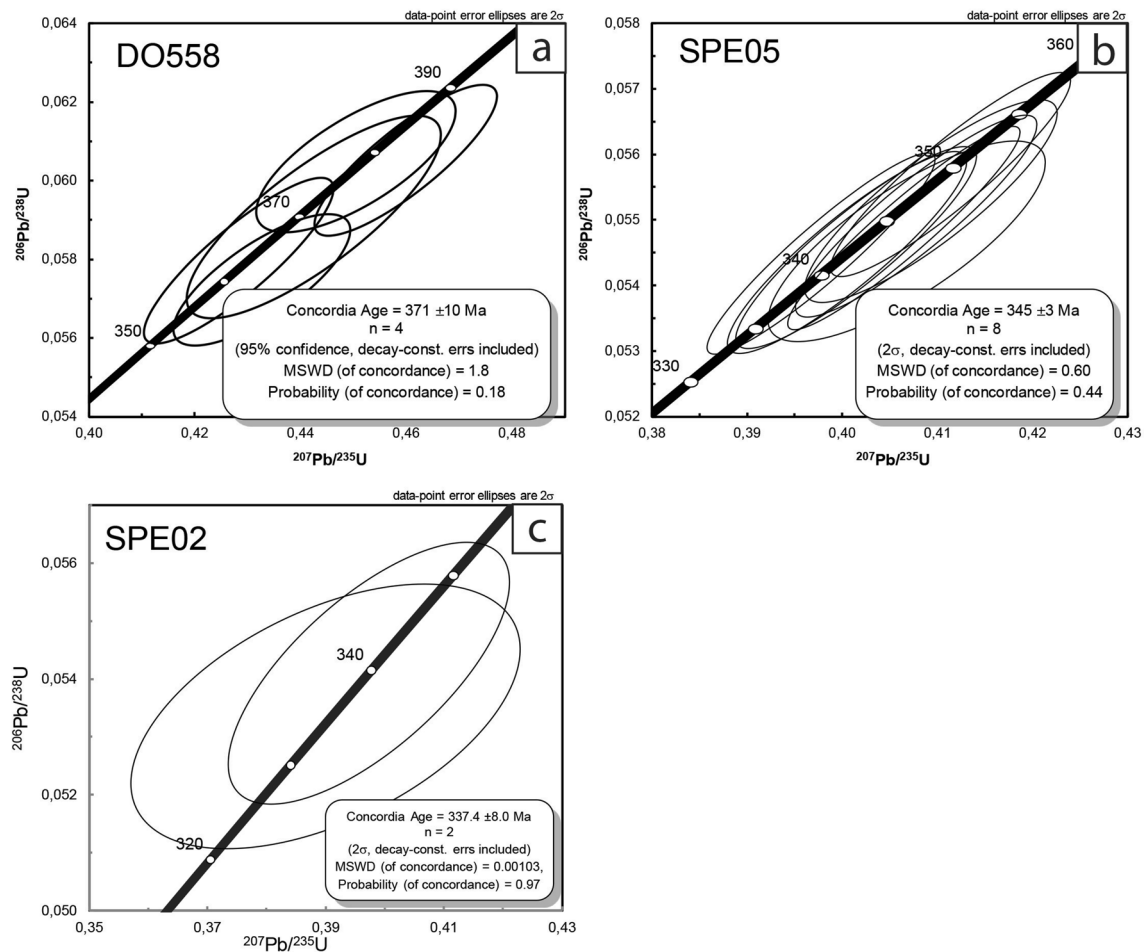 data-point error ellipses are 2σ
DO558
a
0,064
0,062
0,060
0,058
0,056
0,054
²⁰⁶Pb/²³⁸U
390
370
350
Concordia Age = 371 ±10 Ma
n = 4
(95% confidence, decay-const. errs included)
MSWD (of concordance) = 1.8
Probability (of concordance) = 0.18
0,40
0,42
0,44
0,46
0,48
²⁰⁷Pb/²³⁵U
data-point error ellipses are 2σ
SPE05
b
0,058
0,057
0,056
0,055
0,054
0,053
0,052
²⁰⁶Pb/²³⁸U
360
350
340
330
Concordia Age = 345 ±3 Ma
n = 8
(2σ, decay-const. errs included)
MSWD (of concordance) = 0.60
Probability (of concordance) = 0.44
0,38
0,39
0,40
0,41
0,42
0,43
²⁰⁷Pb/²³⁵U
data-point error ellipses are 2σ
SPE02
c
0,056
0,054
0,052
0,050
²⁰⁶Pb/²³⁸U
340
320
Concordia Age = 337.4 ±8.0 Ma
n = 2
(2σ, decay-const. errs included)
MSWD (of concordance) = 0.00103,
Probability (of concordance) = 0.97
0,35
0,37
0,39
0,41
0,43
²⁰⁷Pb/²³⁵U